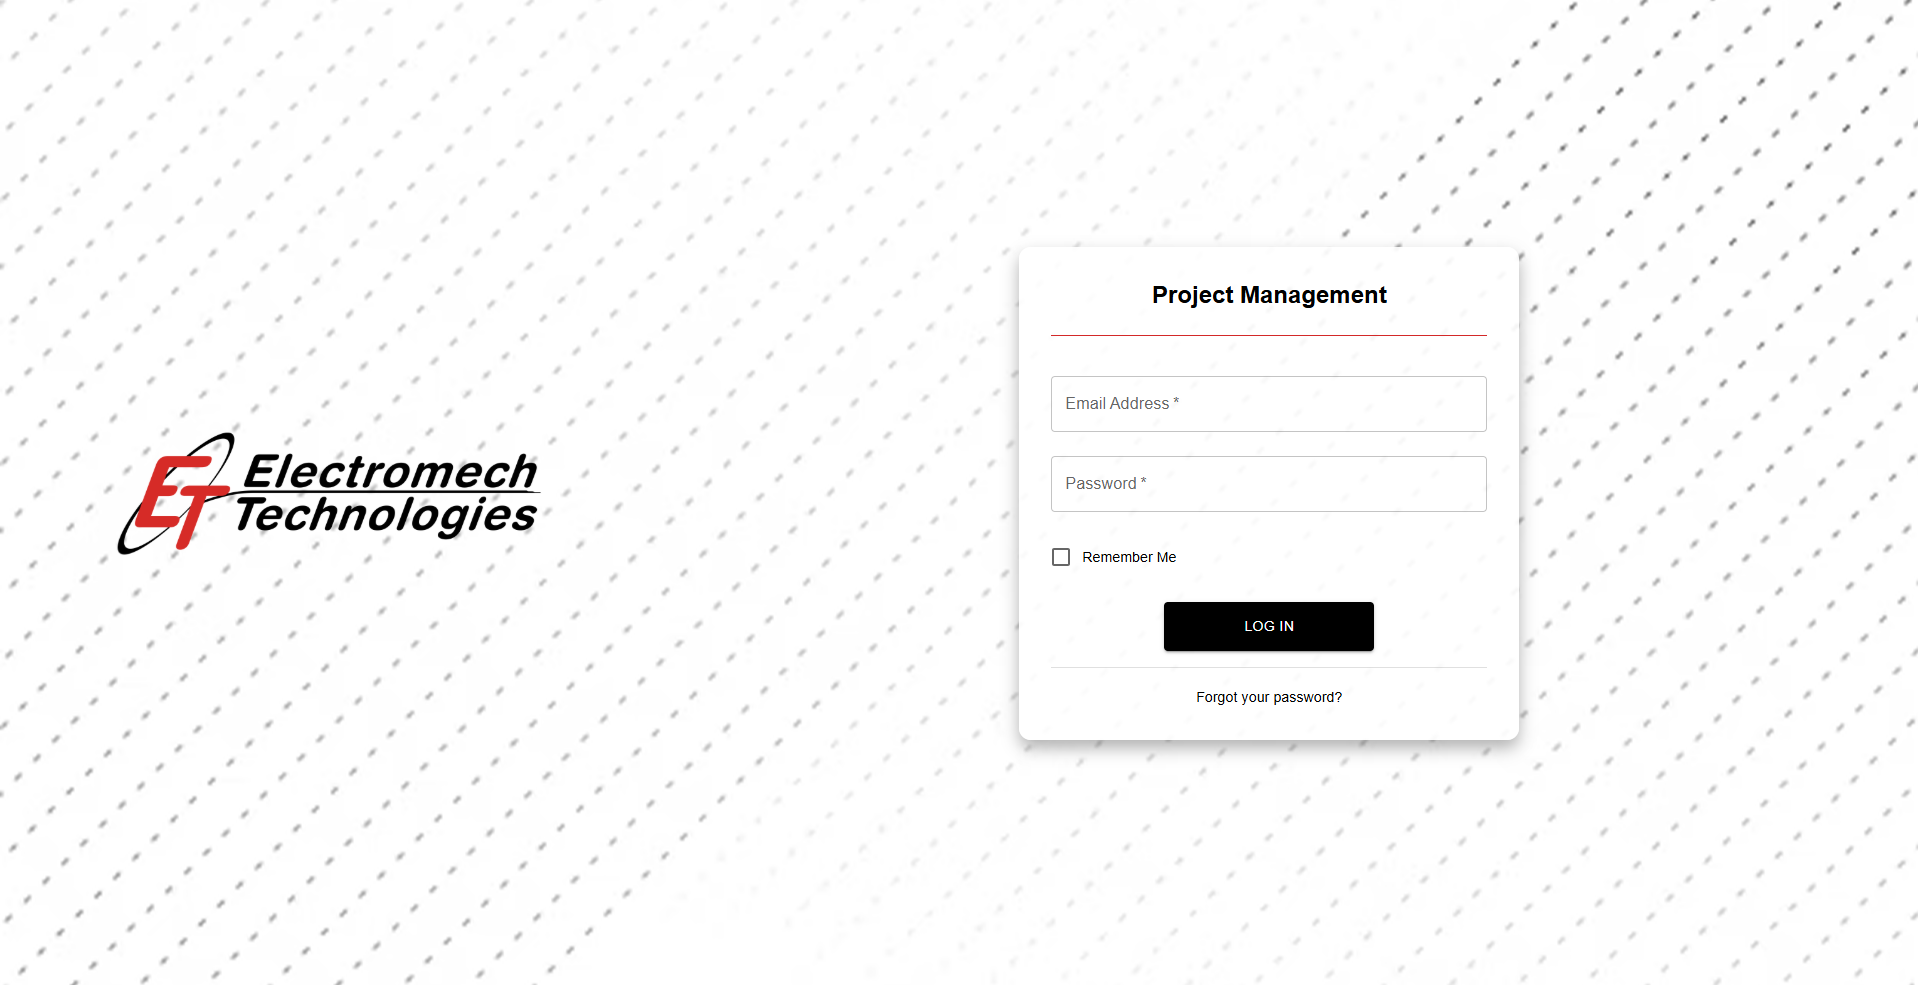 ET Electromech
Technologies
Project Management
Email Address *
Password *
Remember Me
LOG IN
Forgot your password?